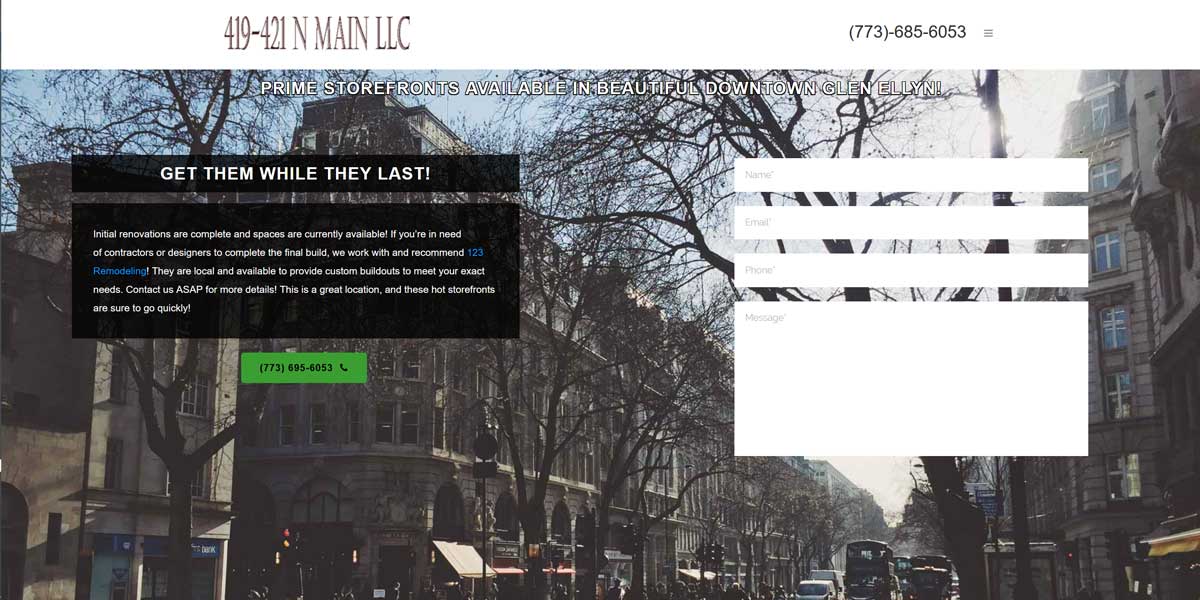 419-421 N MAIN LLC
(773)-685-6053
PRIME STOREFRONTS AVAILABLE IN BEAUTIFUL DOWNTOWN GLEN ELLYN!
GET THEM WHILE THEY LAST!
Initial renovations are complete and spaces are currently available! If you're in need
of contractors or designers to complete the final build, we work with and recommend 123
Remodeling! They are local and available to provide custom buildouts to meet your exact
needs. Contact us ASAP for more details! This is a great location, and these hot storefronts
are sure to go quickly!
(773) 695-6053
Name*
Email*
Phone*
Message*
bank